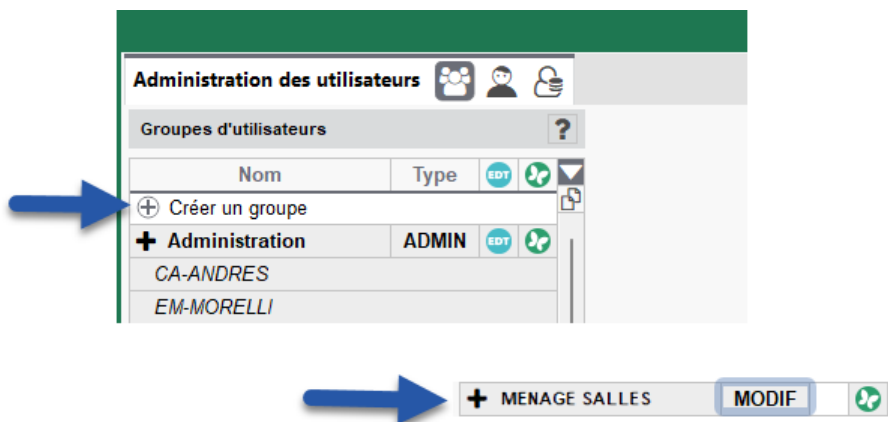 Administration des utilisateurs
Groupes d'utilisateurs ?
Nom Type EDT
Créer un groupe
Administration ADMIN EDT
CA-ANDRES
EM-MORELLI
MENAGE SALLES MODIF